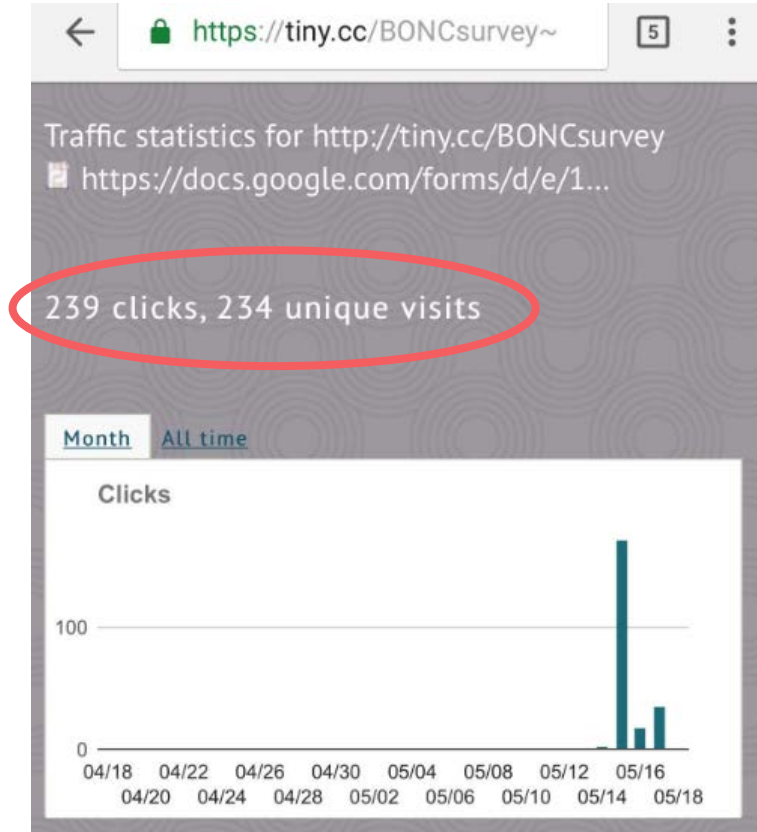 https://tiny.cc/BONCsurvey~
5
Traffic statistics for http://tiny.cc/BONCsurvey
https://docs.google.com/forms/d/e/1...
239 clicks, 234 unique visits
Month All time
Clicks
100
0
04/18 04/22 04/26 04/30 05/04 05/08 05/12 05/16
04/20 04/24 04/28 05/02 05/06 05/10 05/14 05/18